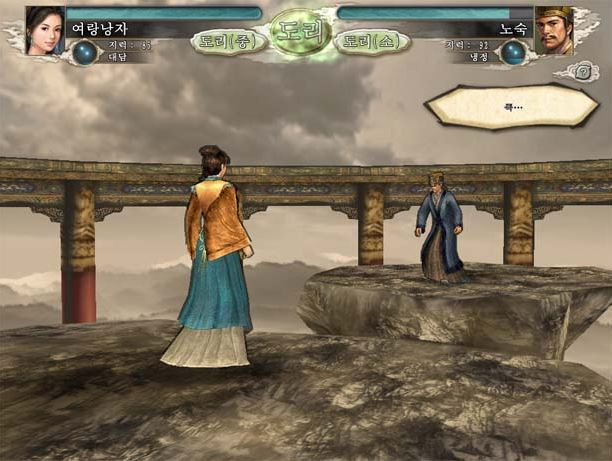 여랑낭자
지력: 85
대담
도리(중)
도리
도리(소)
노숙
지력: 92
냉정
큭…